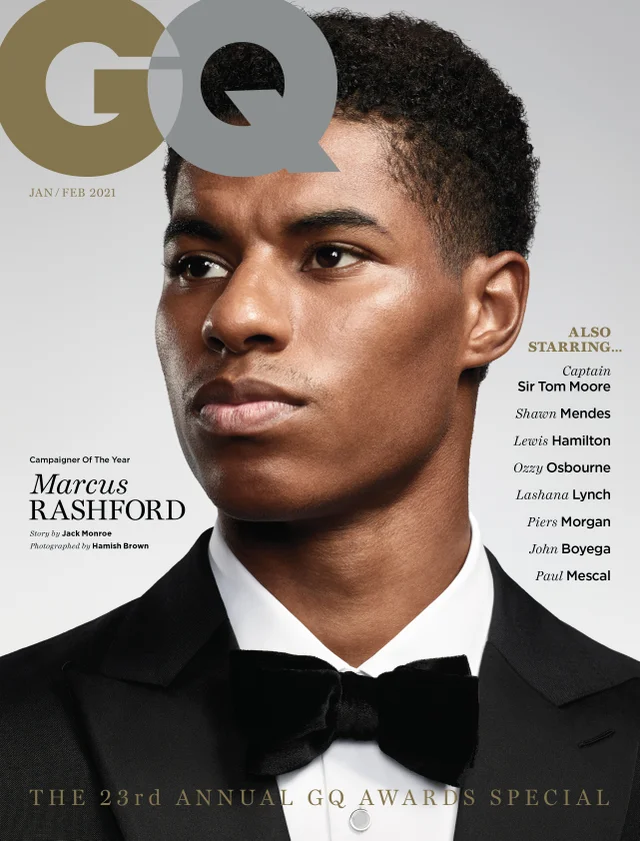 GQ
JAN/FEB 2021
ALSO
STARRING...
Captain
Sir Tom Moore
Shawn Mendes
Lewis Hamilton
Ozzy Osbourne
Lashana Lynch
Piers Morgan
John Boyega
Paul Mescal
Campaigner Of The Year
Marcus
RASHFORD
Story by Jack Monroe
Photographed by Hamish Brown
THE 23rd ANNUAL GQ AWARDS SPECIAL